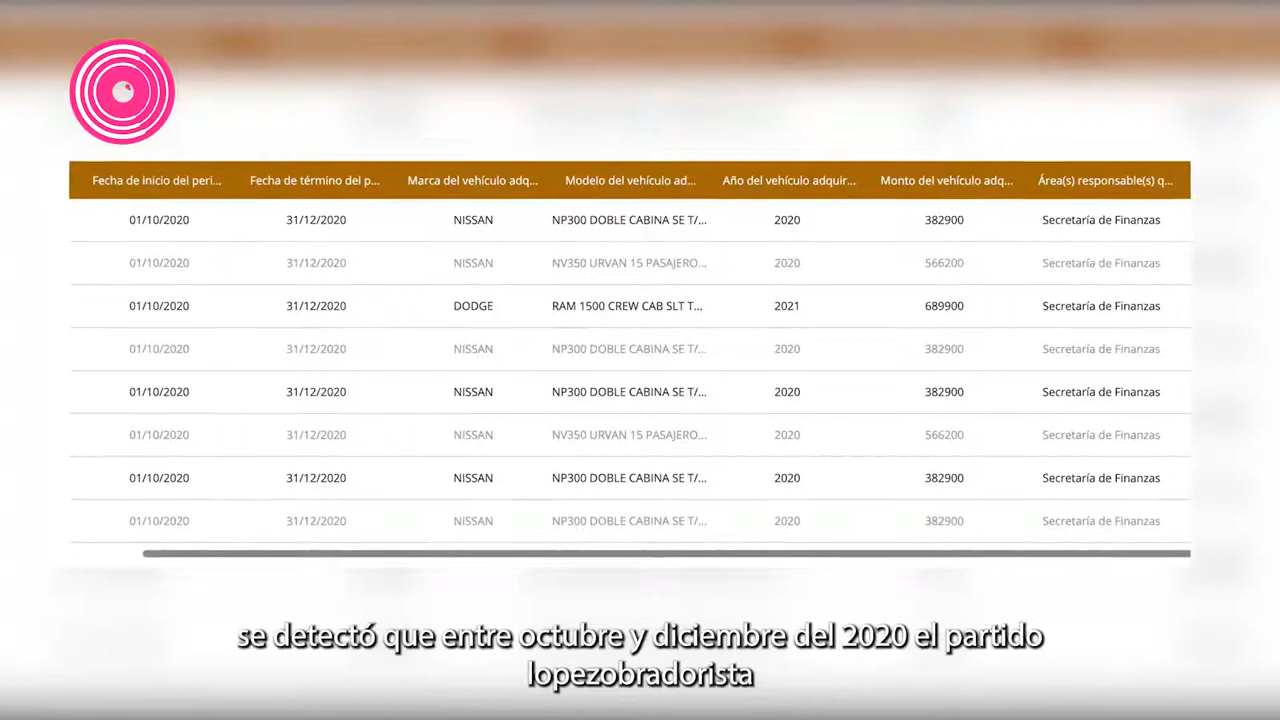 Fecha de inicio del peri... Fecha de término del p... Marca del vehículo adq... Modelo del vehículo ad... Año del vehículo adquir... Monto del vehículo adq... Área(s) responsable(s) q...
01/10/2020 31/12/2020 NISSAN NP300 DOBLE CABINA SE T/... 2020 382900 Secretaría de Finanzas
01/10/2020 31/12/2020 NISSAN NV350 URVAN 15 PASAJERO... 2020 566200 Secretaría de Finanzas
01/10/2020 31/12/2020 DODGE RAM 1500 CREW CAB SLT T... 2021 689900 Secretaría de Finanzas
01/10/2020 31/12/2020 NISSAN NP300 DOBLE CABINA SE T/... 2020 382900 Secretaría de Finanzas
01/10/2020 31/12/2020 NISSAN NP300 DOBLE CABINA SE T/... 2020 382900 Secretaría de Finanzas
01/10/2020 31/12/2020 NISSAN NV350 URVAN 15 PASAJERO... 2020 566200 Secretaría de Finanzas
01/10/2020 31/12/2020 NISSAN NP300 DOBLE CABINA SE T/... 2020 382900 Secretaría de Finanzas
01/10/2020 31/12/2020 NISSAN NP300 DOBLE CABINA SE T/... 2020 382900 Secretaría de Finanzas
se detectó que entre octubre y diciembre del 2020 el partido
lopezobradorista